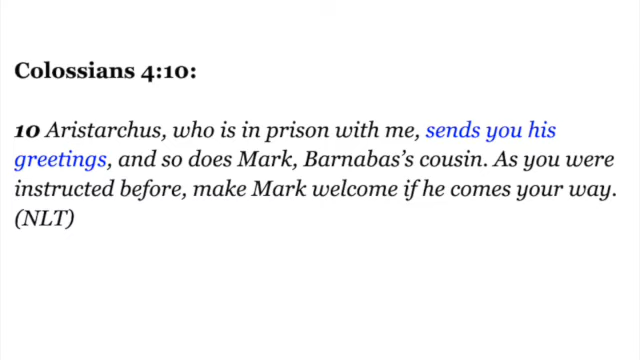 Colossians 4:10:
10 Aristarchus, who is in prison with me, sends you his
greetings, and so does Mark, Barnabas's cousin. As you were
instructed before, make Mark welcome if he comes your way.
(NLT)